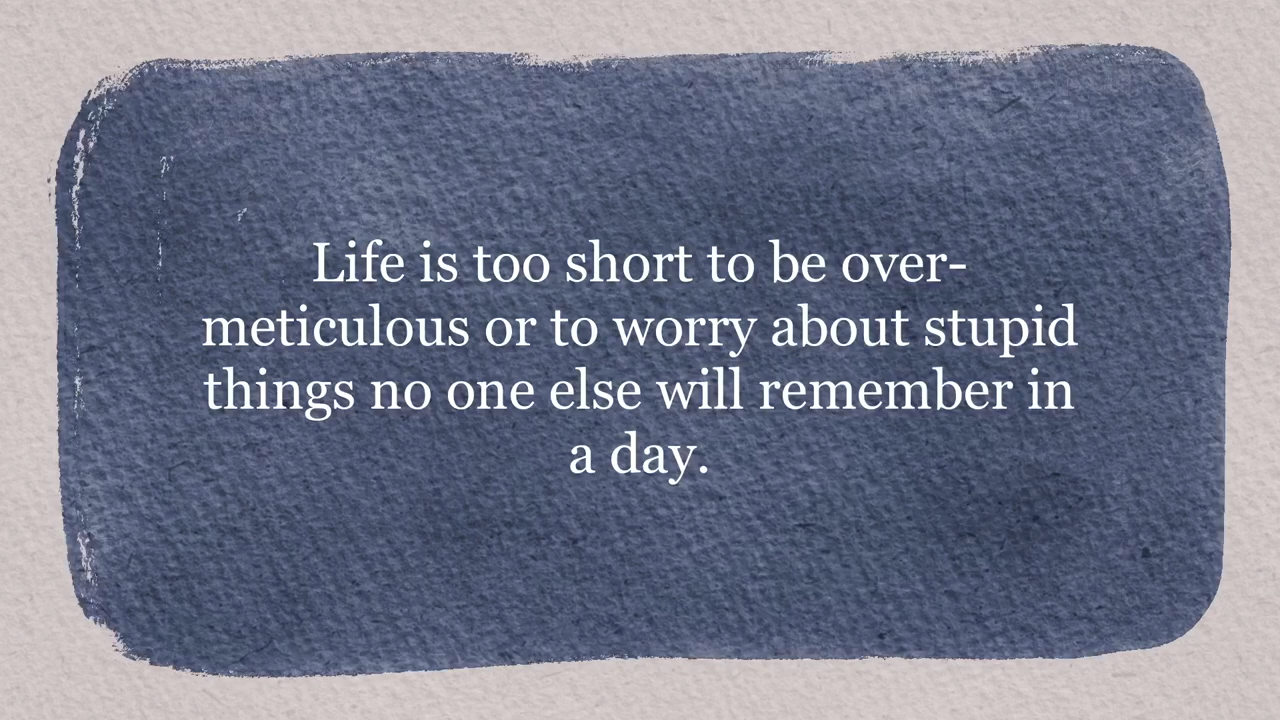 Life is too short to be over-
meticulous or to worry about stupid
things no one else will remember in
a day.